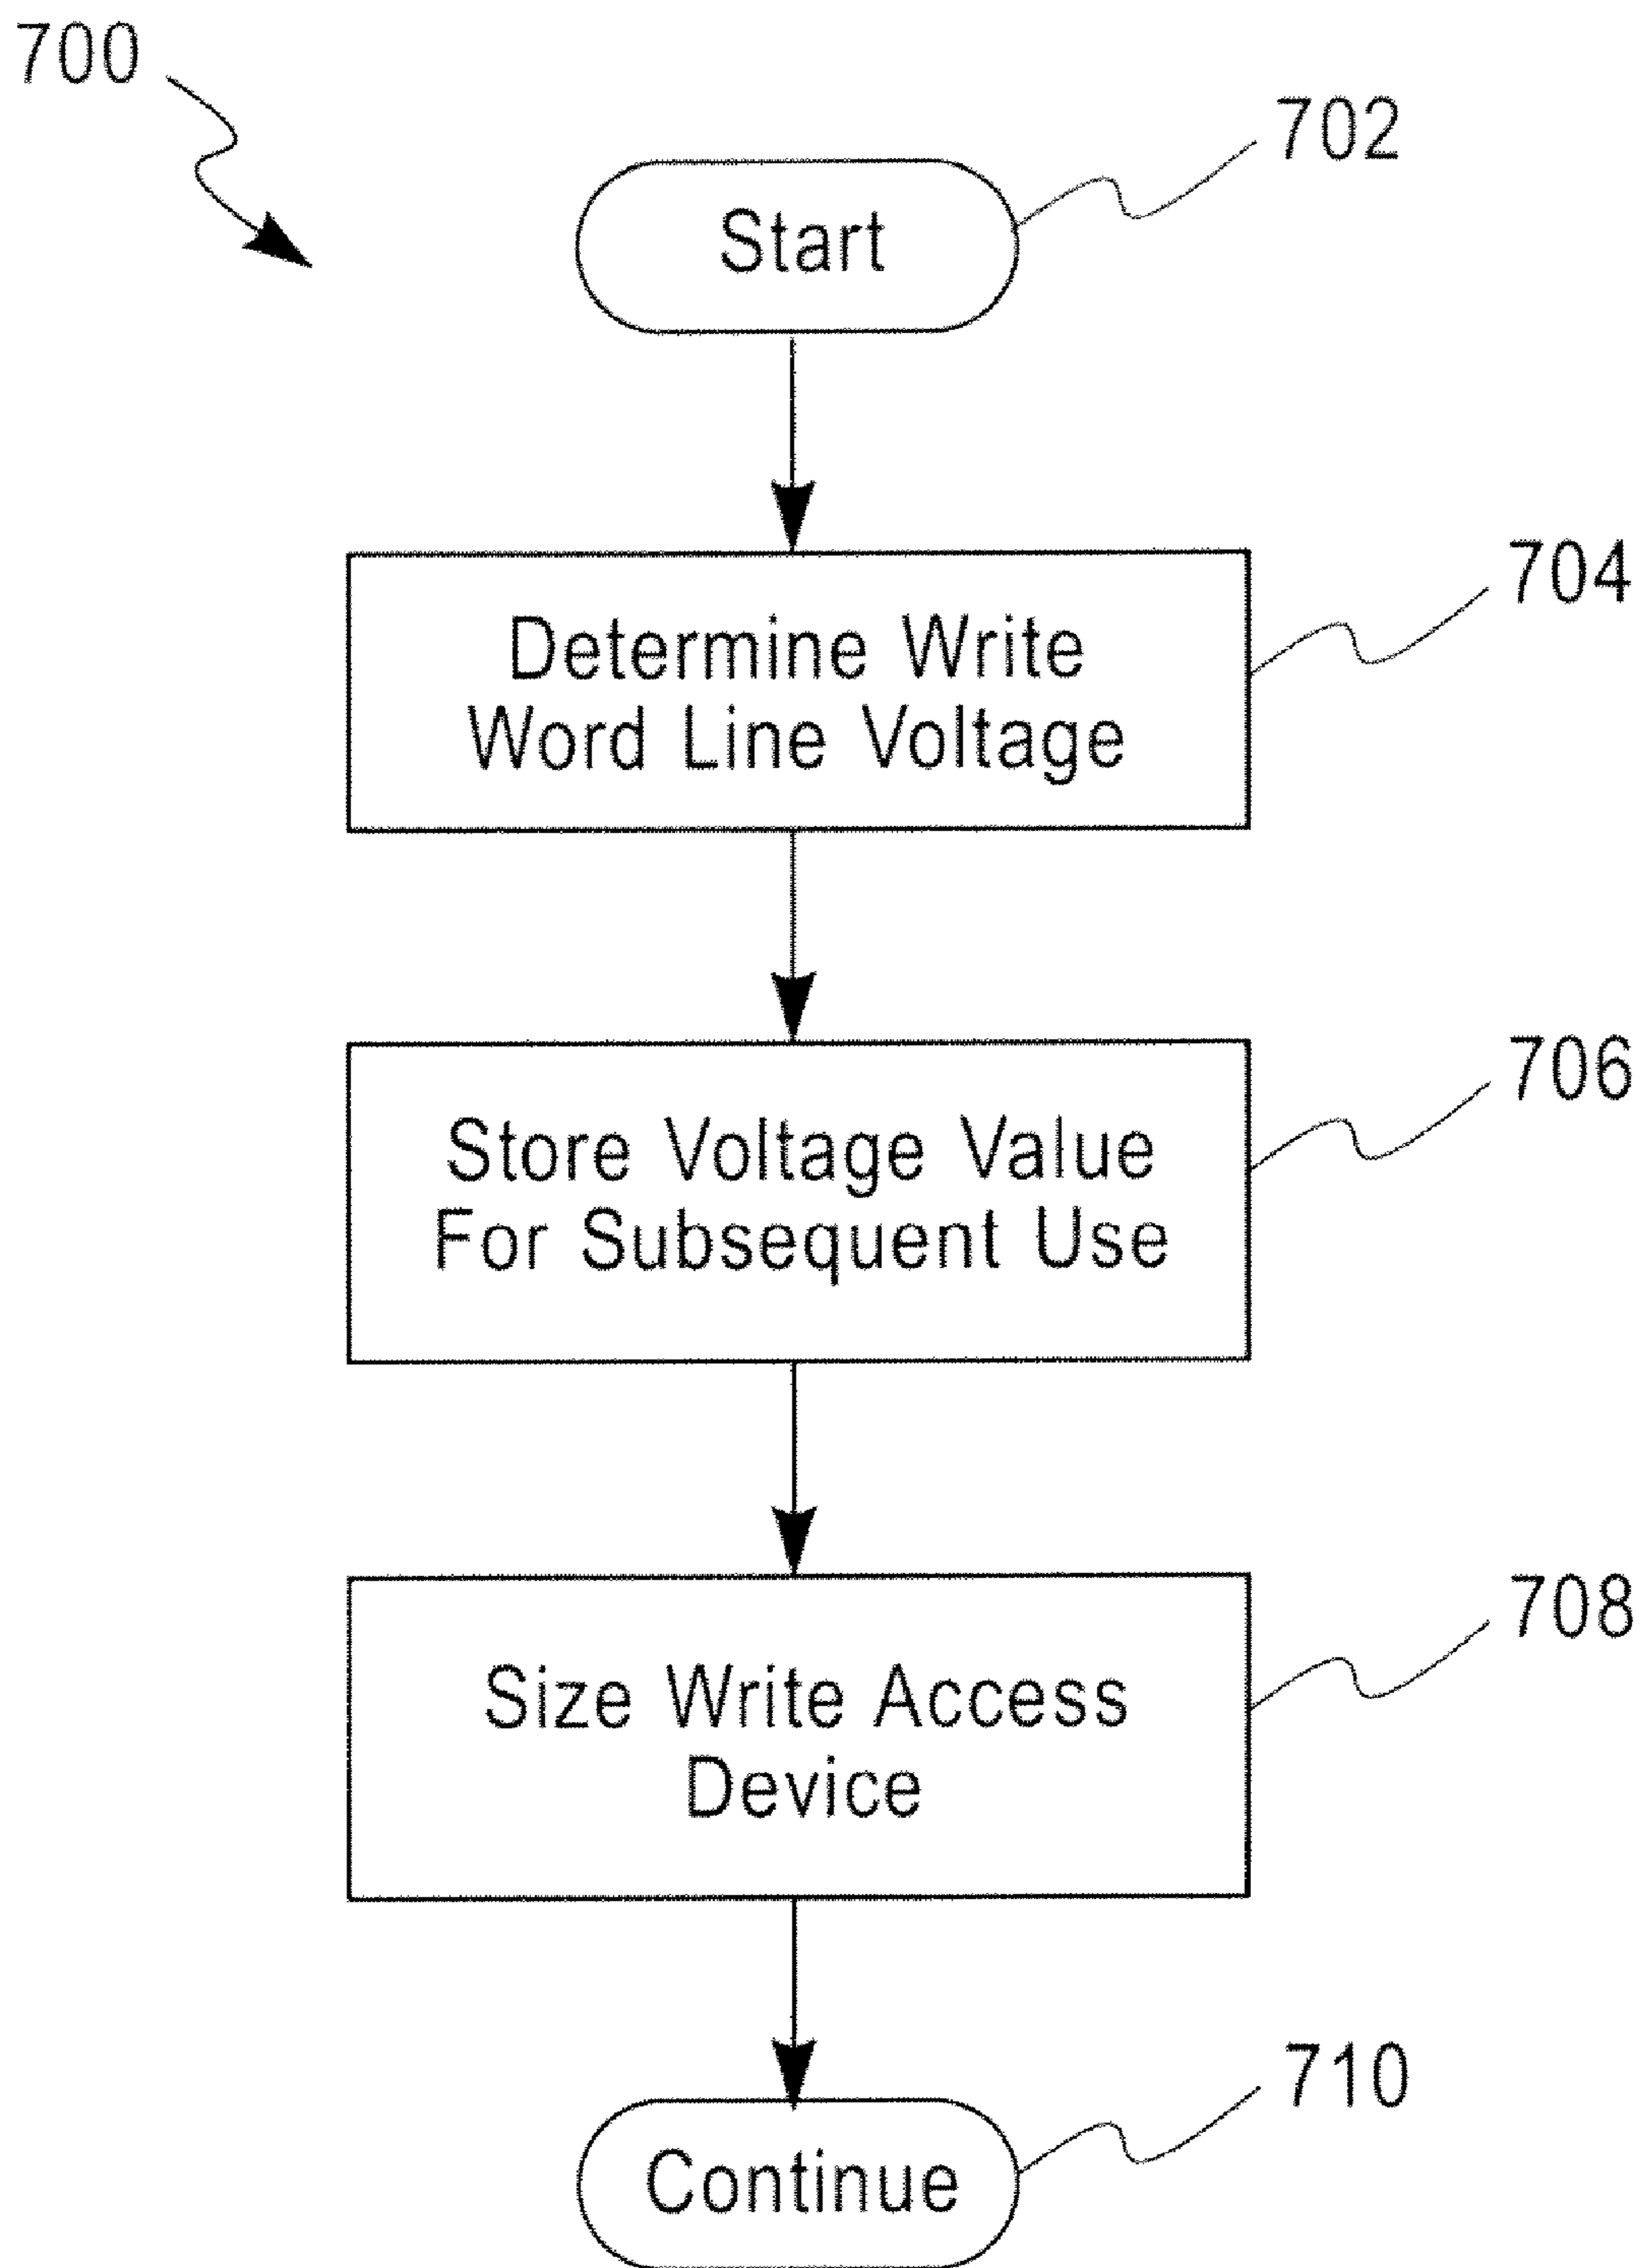 700
702
Start
704
Determine Write
Word Line Voltage
706
Store Voltage Value
For Subsequent Use
708
Size Write Access
Device
710
Continue